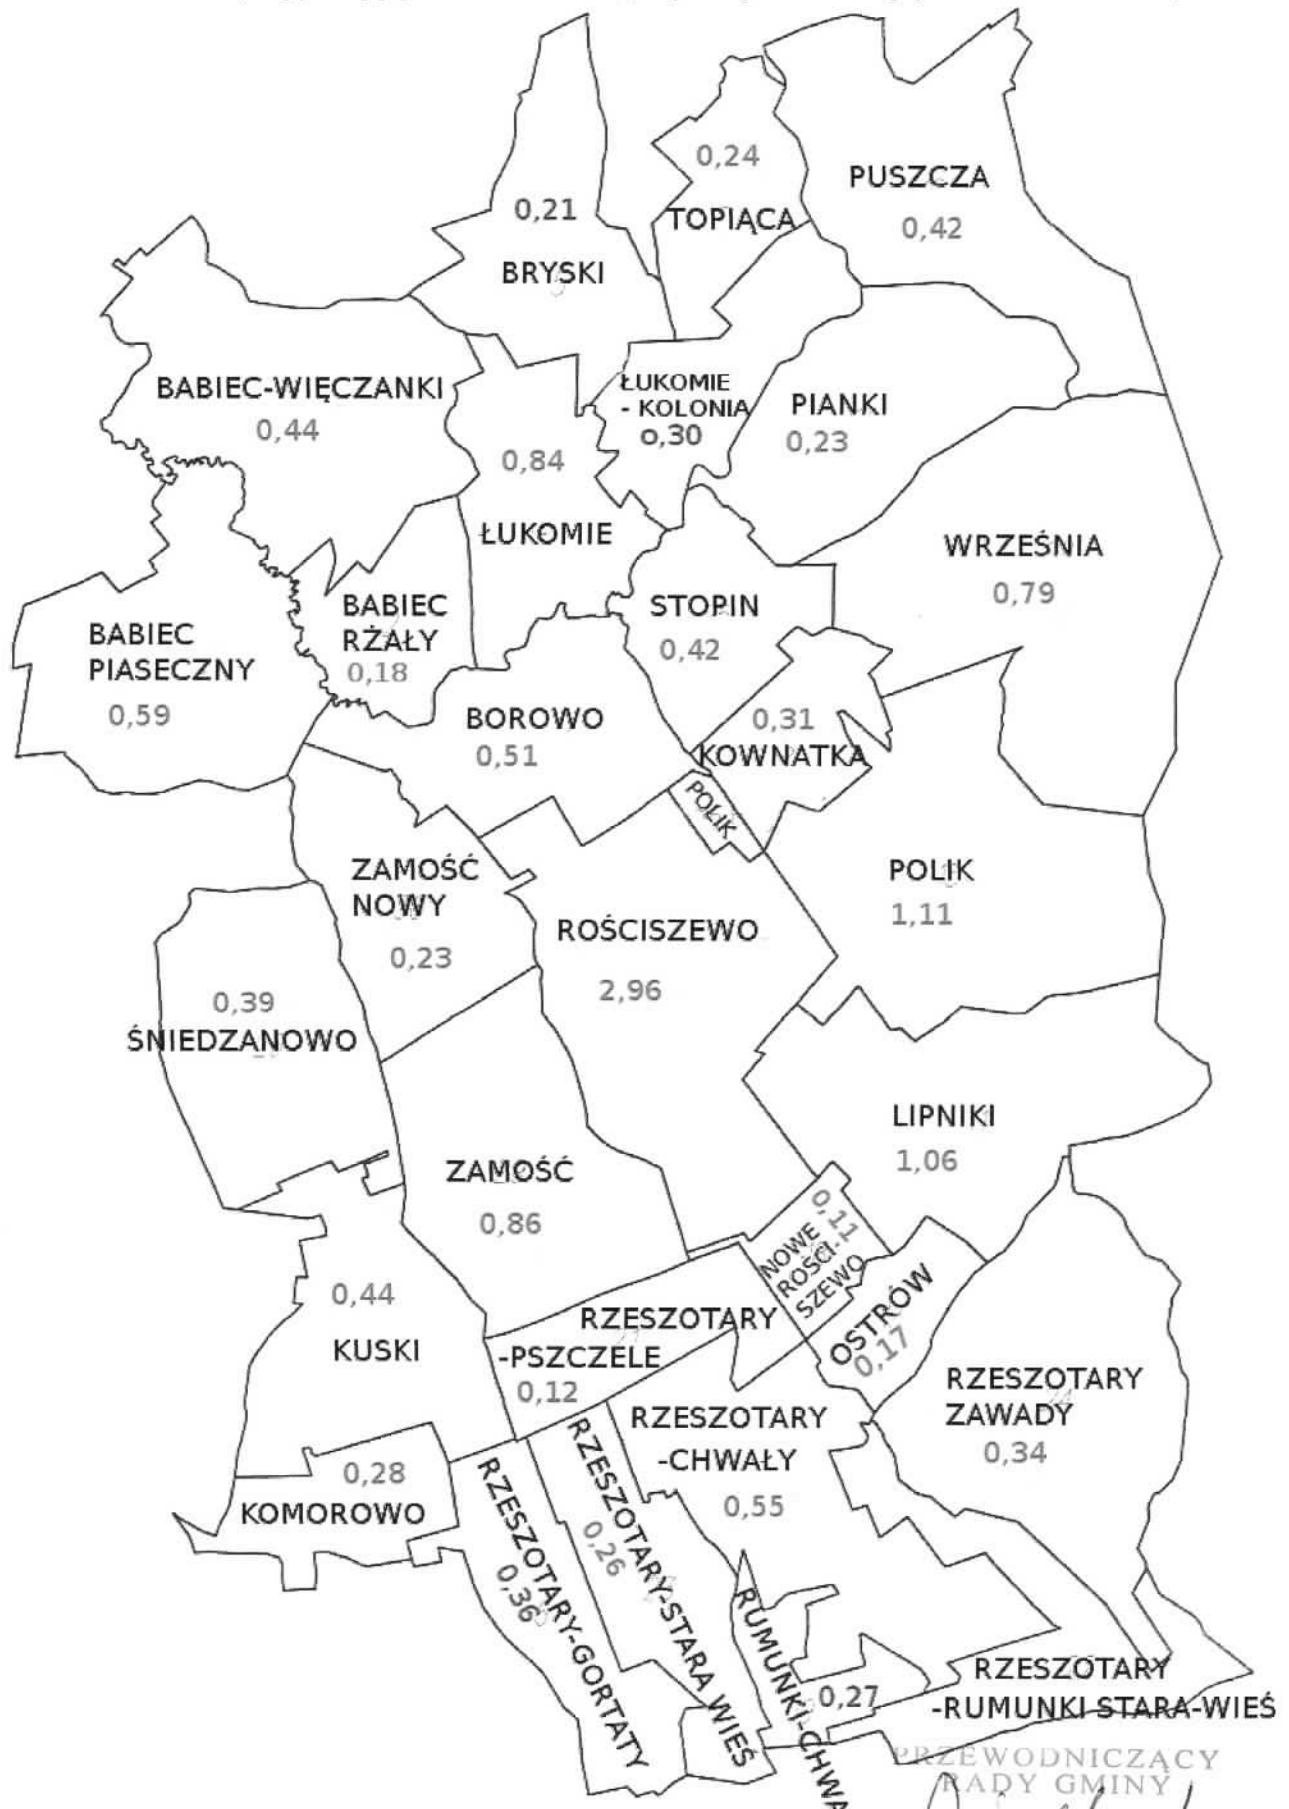 0,24
PUSZCZA
0,42
TOPIĄCA
0,21
BRYSKI
BABIEC-WIĘCZANKI
0,44
ŁUKOMIE
- KOLONIA
0,30
PIANKI
0,23
0,84
ŁUKOMIE
WRZEŚNIA
0,79
BABIEC
PIASECZNY
0,59
BABIEC
RŻAŁY
0,18
STOPIN
0,42
BOROWO
0,51
0,31
KOWNATKA
POLIK
ZAMOŚĆ
NOWY
0,23
ROŚCISZEWO
2,96
POLIK
1,11
0,39
ŚNIEDZANOWO
LIPNIKI
1,06
ZAMOŚĆ
0,86
0,11
NOWE
ROŚCI-
SZEWO
0,44
KUSKI
RZESZOTARY
-PSZCZELE
0,12
OSTRÓW
0,17
RZESZOTARY
ZAWADY
0,34
RZESZOTARY
-CHWAŁY
0,55
0,28
KOMOROWO
RZESZOTARY-GORTATY
0,36
RZESZOTARY-STARA WIEŚ
0,26
RUMUNKI-CHWA
0,27
RZESZOTARY
-RUMUNKI STARA-WIEŚ
PRZEWODNICZĄCY
RADY GMINY